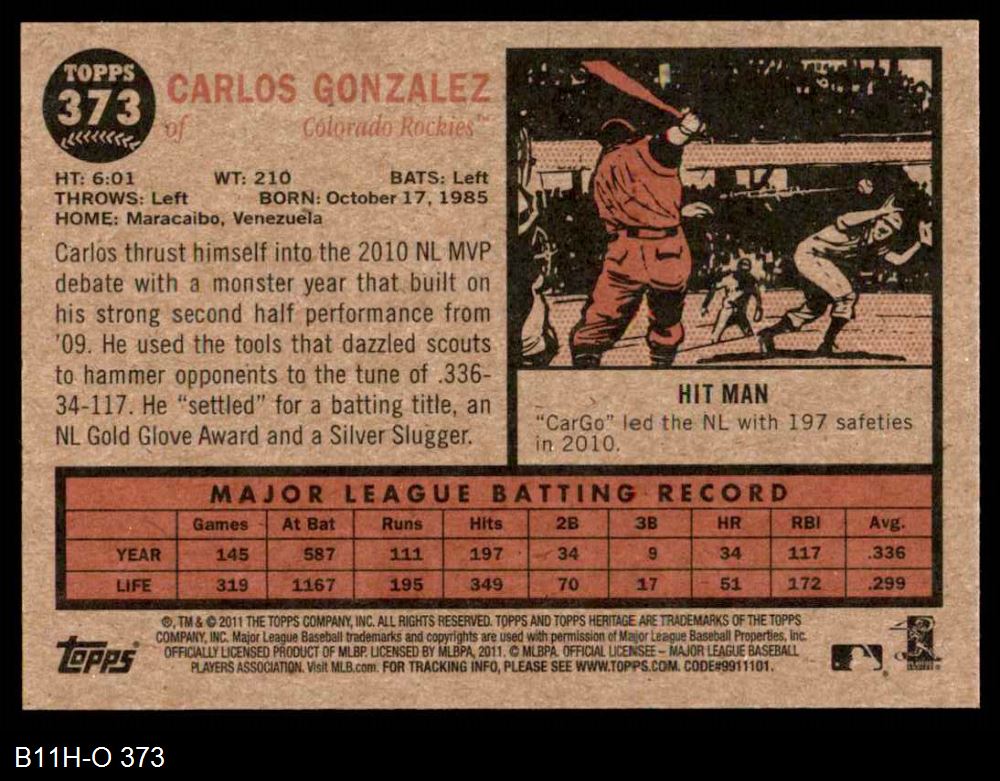 TOPPS
373
CARLOS GONZALEZ
of Colorado Rockies™
HT: 6:01 WT: 210 BATS: Left
THROWS: Left BORN: October 17, 1985
HOME: Maracaibo, Venezuela
Carlos thrust himself into the 2010 NL MVP
debate with a monster year that built on
his strong second half performance from
'09. He used the tools that dazzled scouts
to hammer opponents to the tune of .336-
34-117. He “settled” for a batting title, an
NL Gold Glove Award and a Silver Slugger.
HIT MAN
“CarGo” led the NL with 197 safeties
in 2010.
MAJOR LEAGUE BATTING RECORD
Games At Bat Runs Hits 2B 3B HR RBI Avg.
YEAR 145 587 111 197 34 9 34 117 .336
LIFE 319 1167 195 349 70 17 51 172 .299
®, TM & © 2011 THE TOPPS COMPANY, INC. ALL RIGHTS RESERVED. TOPPS AND TOPPS HERITAGE ARE TRADEMARKS OF THE TOPPS
COMPANY, INC. Major League Baseball trademarks and copyrights are used with permission of Major League Baseball Properties, Inc.
OFFICIALLY LICENSED PRODUCT OF MLBP. LICENSED BY MLBPA, 2011. © MLBPA. OFFICIAL LICENSEE – MAJOR LEAGUE BASEBALL
PLAYERS ASSOCIATION. Visit MLB.com. FOR TRACKING INFO, PLEASE SEE WWW.TOPPS.COM. CODE#9911101.
topps
B11H-O 373